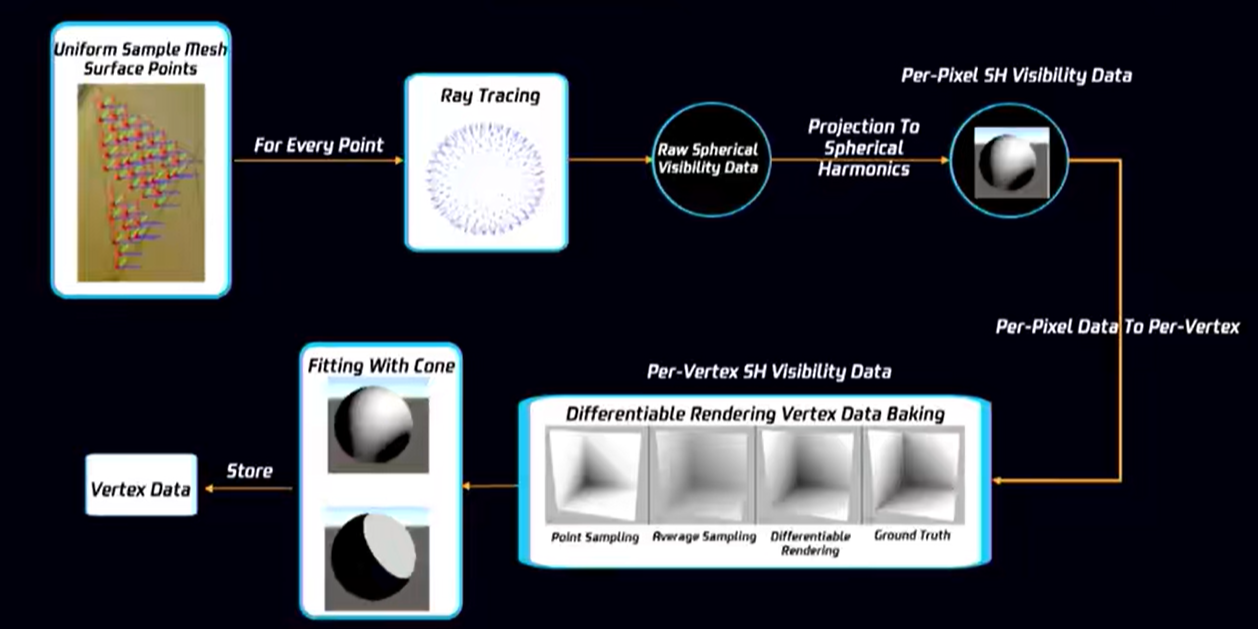 Uniform Sample Mesh
Surface Points
For Every Point
Ray Tracing
Raw Spherical
Visibility Data
Projection To
Spherical
Harmonics
Per-Pixel SH Visibility Data
Per-Pixel Data To Per-Vertex
Per-Vertex SH Visibility Data
Differentiable Rendering Vertex Data Baking
Point Sampling
Average Sampling
Differentiable
Rendering
Ground Truth
Fitting With Cone
Store
Vertex Data